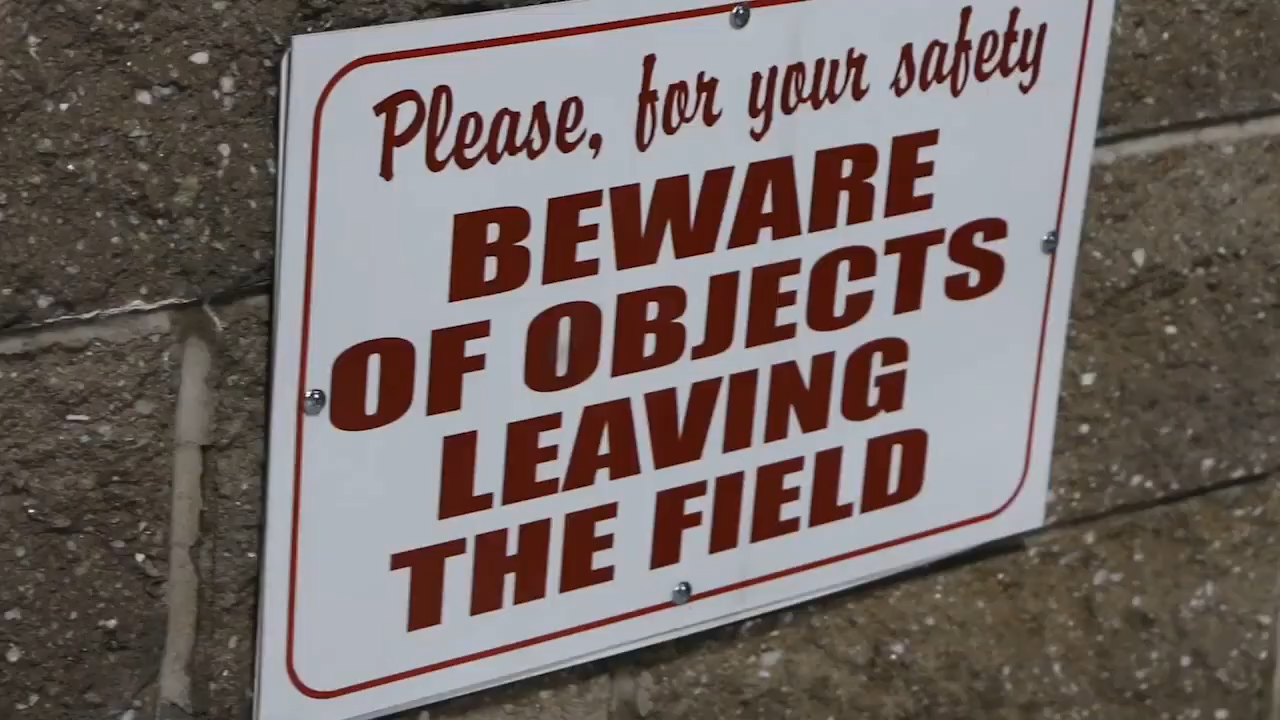 Please, for your safety
BEWARE
OF OBJECTS
LEAVING
THE FIELD